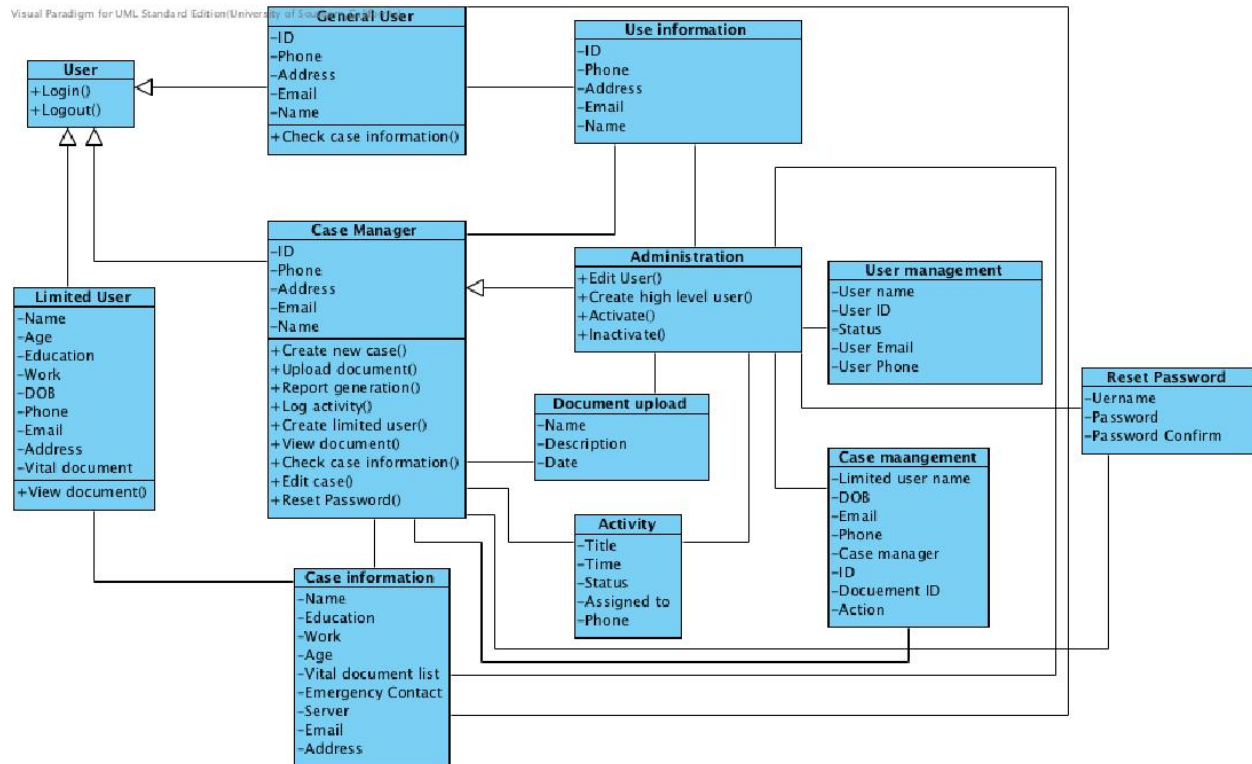 Visual Paradigm for UML Standard Edition(University of Southern California)
General User
-ID
-Phone
-Address
-Email
-Name
+Check case information()
Use information
-ID
-Phone
-Address
-Email
-Name
User
+Login()
+Logout()
Case Manager
-ID
-Phone
-Address
-Email
-Name
+Create new case()
+Upload document()
+Report generation()
+Log activity()
+Create limited user()
+View document()
+Check case information()
+Edit case()
+Reset Password()
Administration
+Edit User()
+Create high level user()
+Activate()
+Inactivate()
User management
-User name
-User ID
-Status
-User Email
-User Phone
Limited User
-Name
-Age
-Education
-Work
-DOB
-Phone
-Email
-Address
-Vital document
+View document()
Reset Password
-Uername
-Password
-Password Confirm
Document upload
-Name
-Description
-Date
Case maangement
-Limited user name
-DOB
-Email
-Phone
-Case manager
-ID
-Docuement ID
-Action
Activity
-Title
-Time
-Status
-Assigned to
-Phone
Case information
-Name
-Education
-Work
-Age
-Vital document list
-Emergency Contact
-Server
-Email
-Address